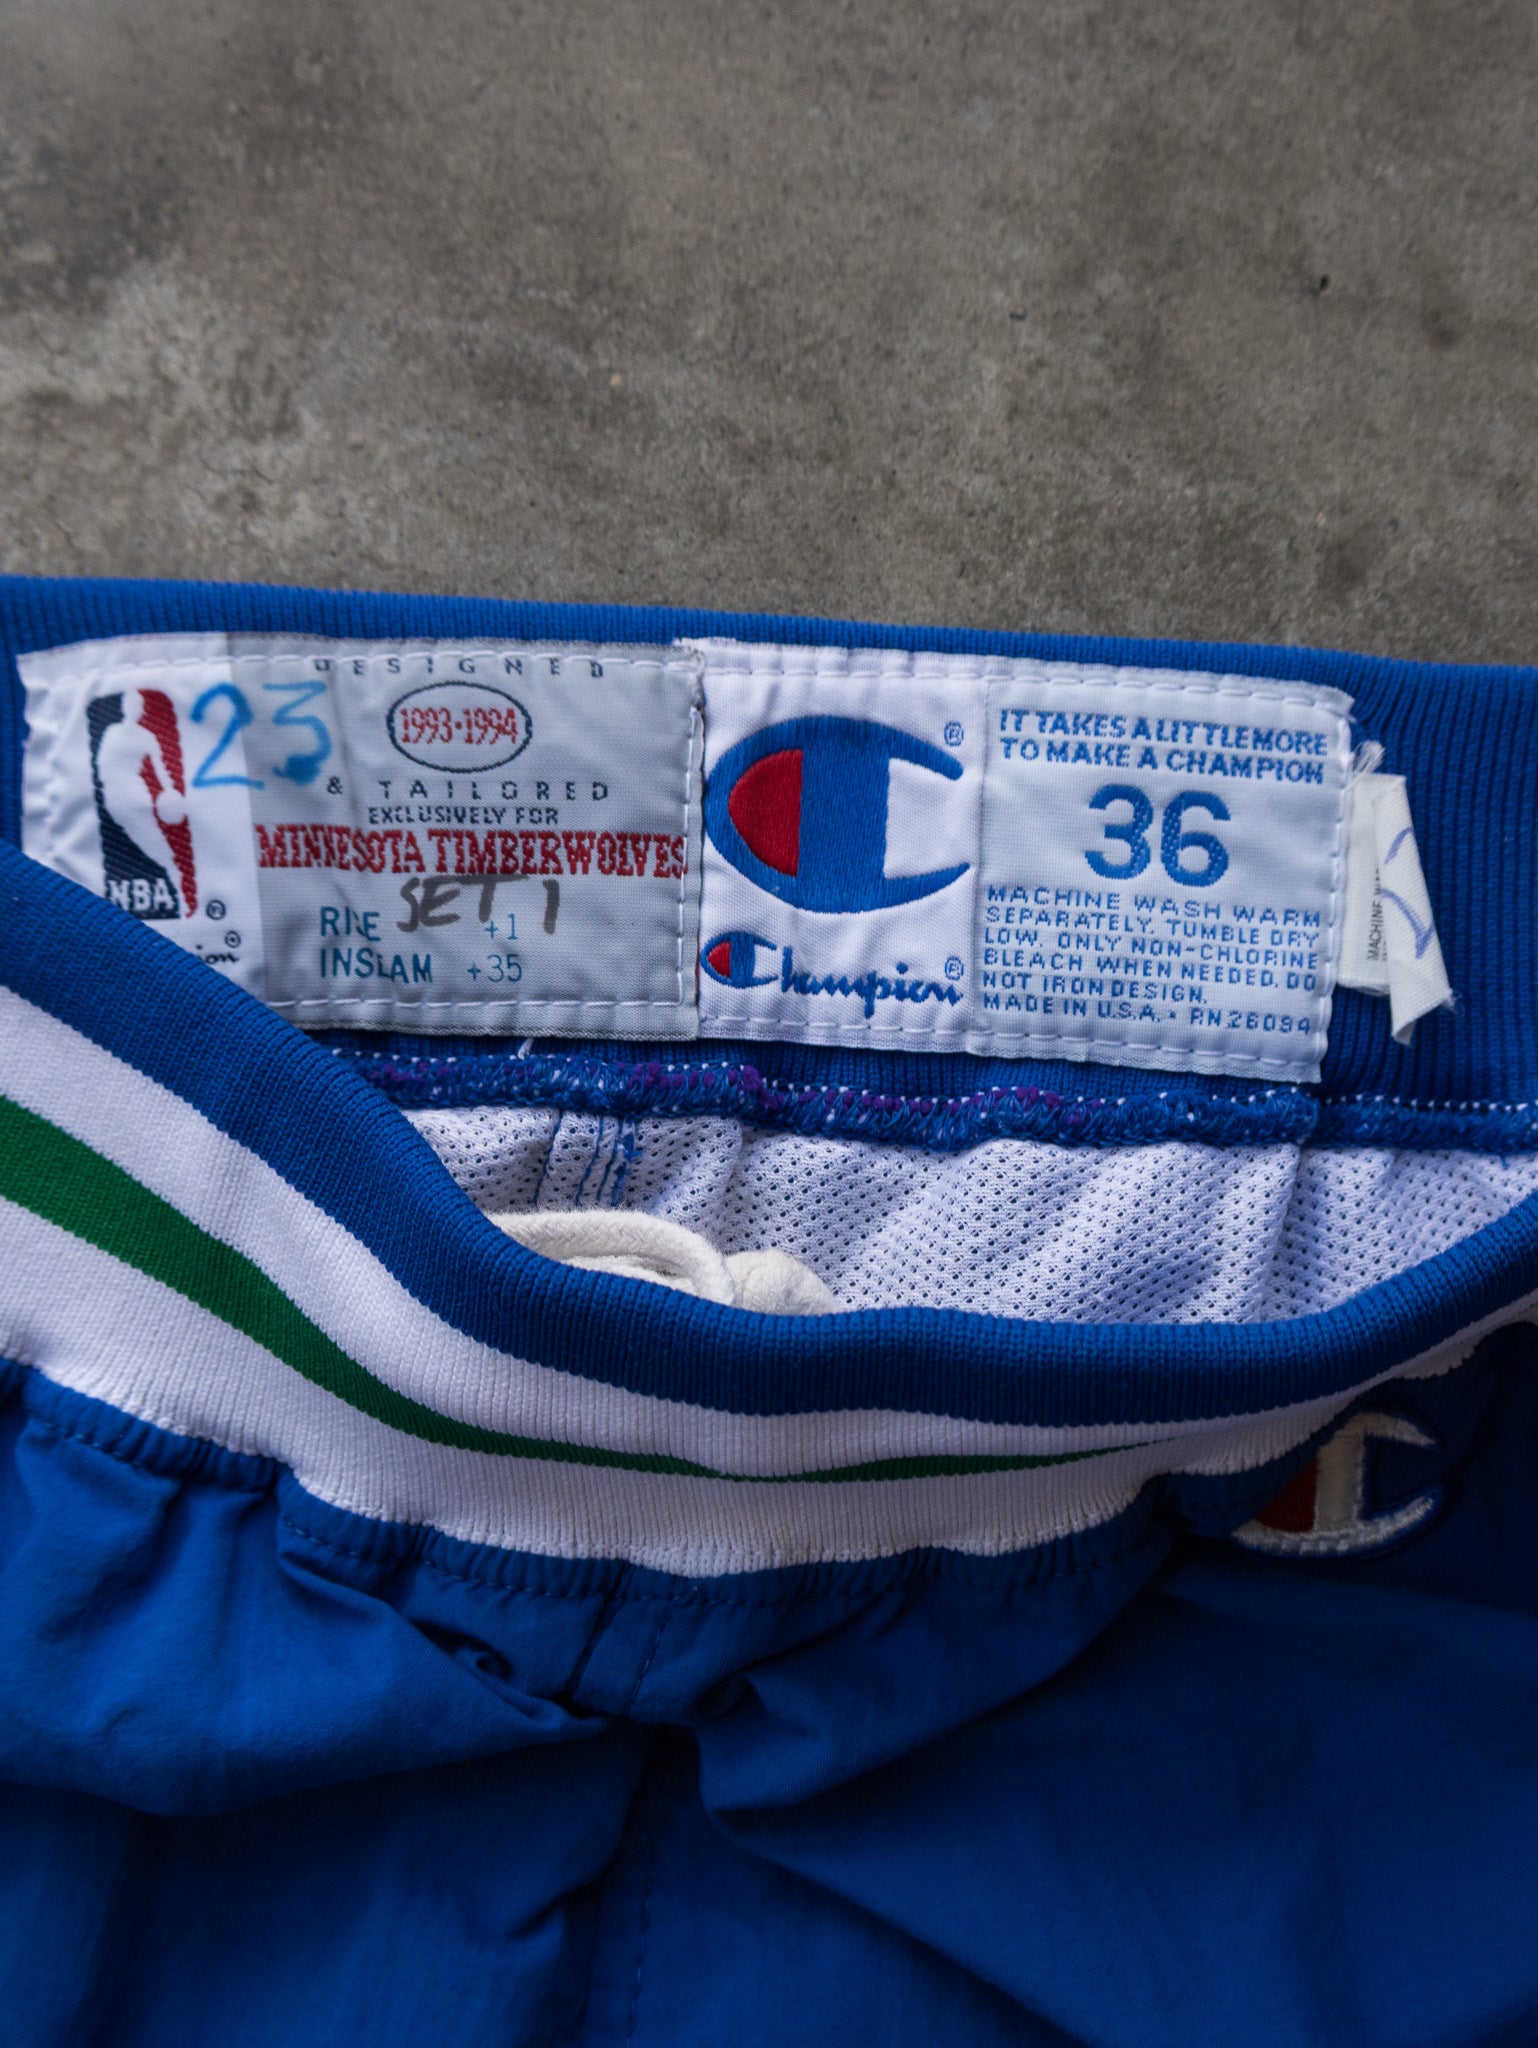 23
DESIGNED
1993·1994
& TAILORED
EXCLUSIVELY FOR
MINNESOTA TIMBERWOLVES
SET 1
RISE +1
INSEAM +35
NBA ®
®
Champion ®
IT TAKES A LITTLE MORE
TO MAKE A CHAMPION
36
MACHINE WASH WARM
SEPARATELY. TUMBLE DRY
LOW. ONLY NON-CHLORINE
BLEACH WHEN NEEDED. DO
NOT IRON DESIGN.
MADE IN U.S.A. • RN 26094
MACHINE